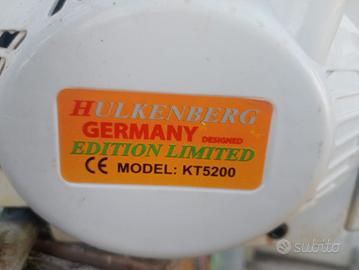 HULKENBERG
GERMANY DESIGNED
EDITION LIMITED
CE MODEL: KT5200
subito